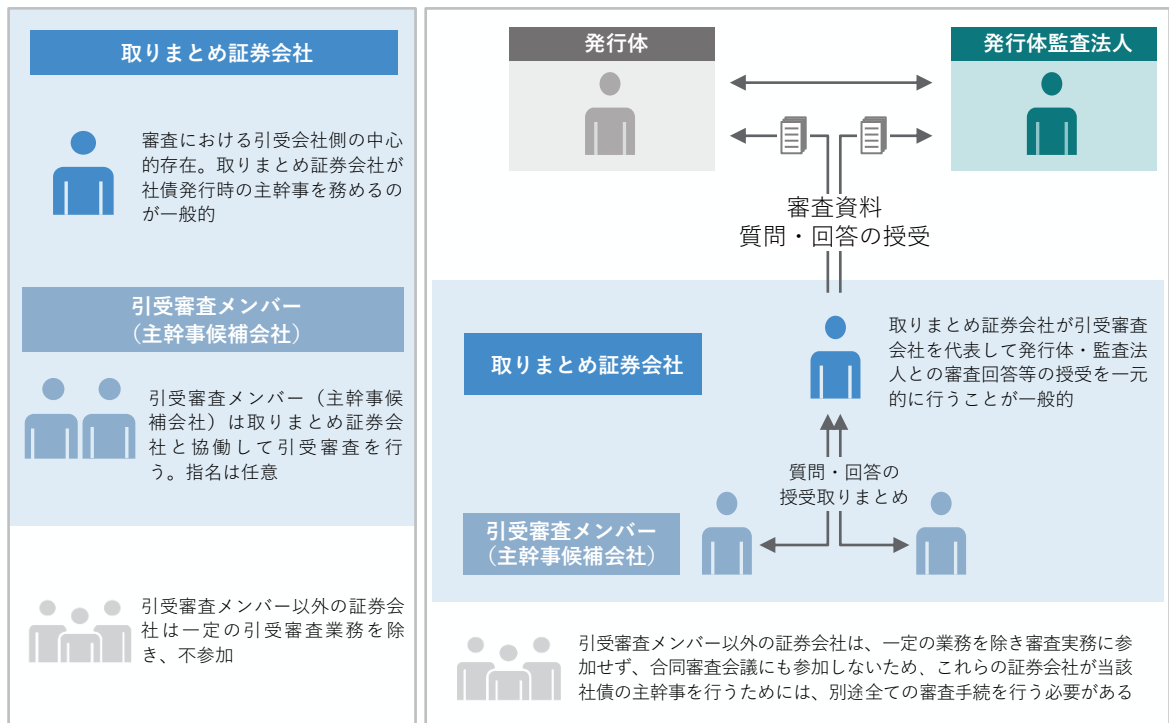 取りまとめ証券会社
審査における引受会社側の中心
的存在。取りまとめ証券会社が
社債発行時の主幹事を務めるの
が一般的
引受審査メンバー
（主幹事候補会社）
引受審査メンバー（主幹事候
補会社）は取りまとめ証券会
社と協働して引受審査を行
う。指名は任意
引受審査メンバー以外の証券会
社は一定の引受審査業務を除
き、不参加
発行体
発行体監査法人
審査資料
質問・回答の授受
取りまとめ証券会社
取りまとめ証券会社が引受審査
会社を代表して発行体・監査法
人との審査回答等の授受を一元
的に行うことが一般的
質問・回答の
授受取りまとめ
引受審査メンバー
（主幹事候補会社）
引受審査メンバー以外の証券会社は、一定の業務を除き審査実務に参
加せず、合同審査会議にも参加しないため、これらの証券会社が当該
社債の主幹事を行うためには、別途全ての審査手続を行う必要がある